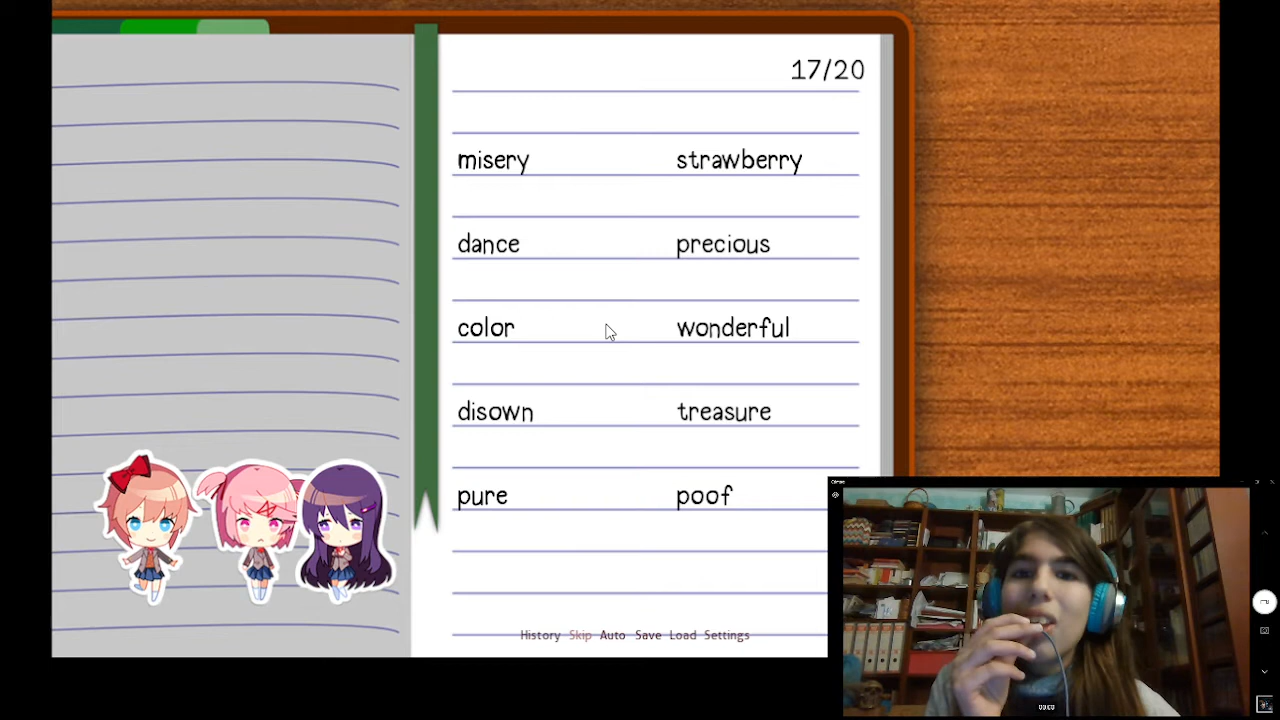 17/20
misery strawberry
dance precious
color wonderful
disown treasure
pure poof
History Skip Auto Save Load Settings